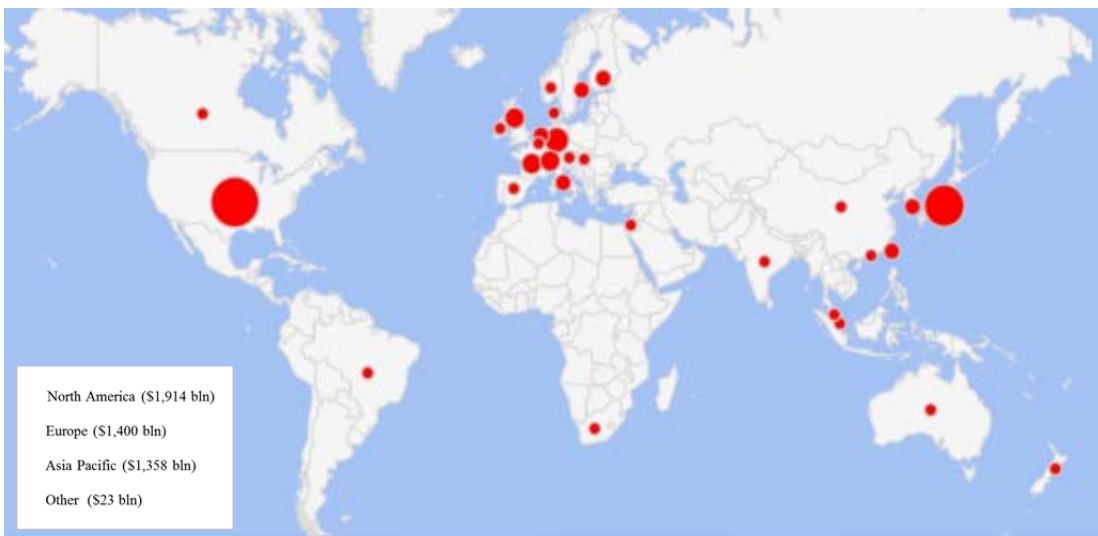 North America ($1,914 bln)
Europe ($1,400 bln)
Asia Pacific ($1,358 bln)
Other ($23 bln)